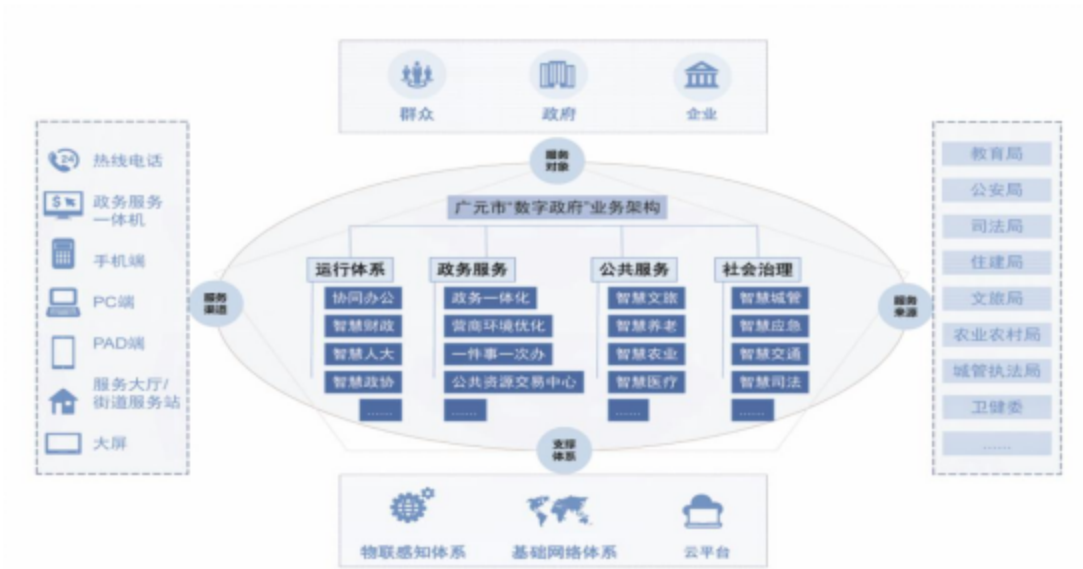 群众
政府
企业
服务
对象
热线电话
政务服务
一体机
手机端
PC端
PAD端
服务大厅/
街道服务站
大屏
服务
渠道
广元市“数字政府”业务架构
运行体系
协同办公
智慧财政
智慧人大
智慧政协
......
政务服务
政务一体化
营商环境优化
一件事一次办
公共资源交易中心
......
公共服务
智慧文旅
智慧养老
智慧农业
智慧医疗
......
社会治理
智慧城管
智慧应急
智慧交通
智慧司法
......
服务
来源
教育局
公安局
司法局
住建局
文旅局
农业农村局
城管执法局
卫健委
......
支撑
体系
物联感知体系
基础网络体系
云平台
24
$